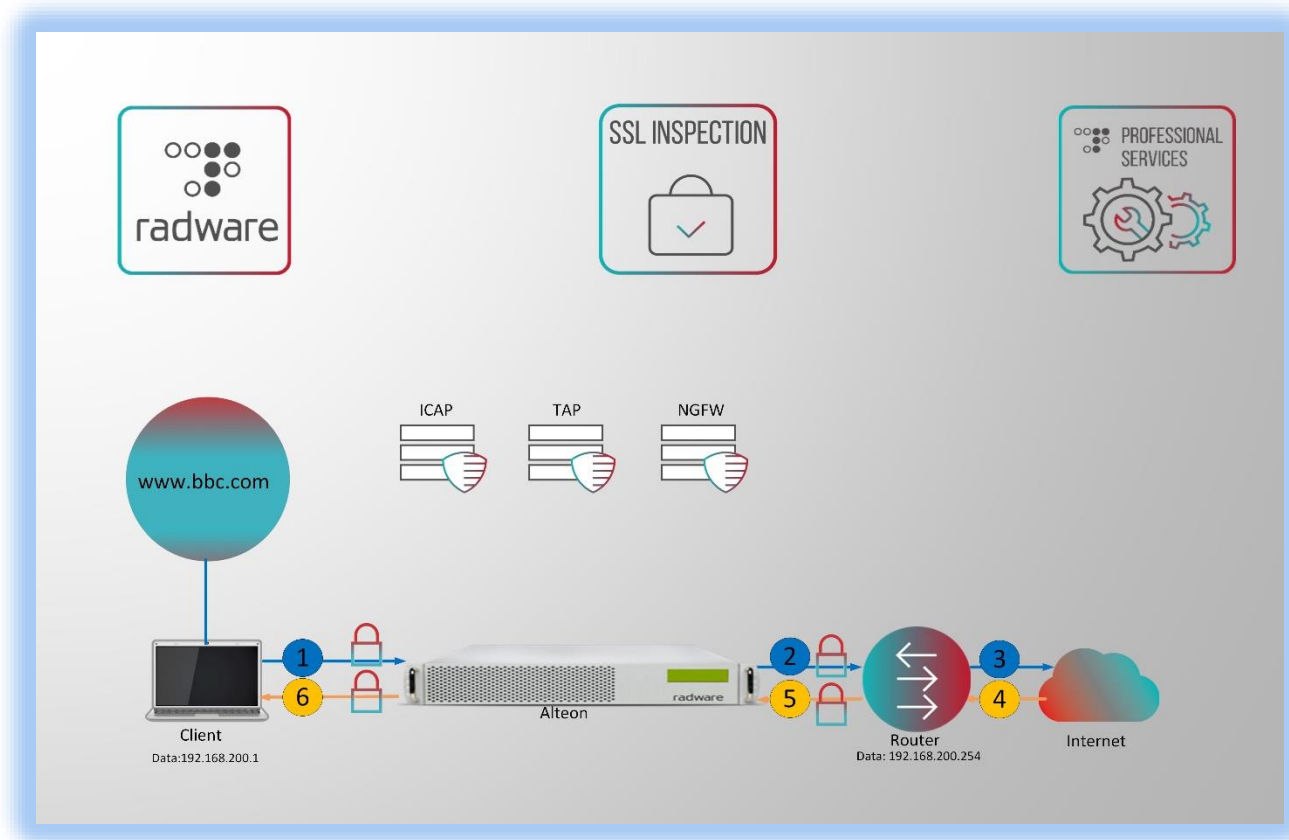 radware
SSL INSPECTION
PROFESSIONAL
SERVICES
ICAP
TAP
NGFW
www.bbc.com
1
2
3
6
5
4
radware
Alteon
Client
Data:192.168.200.1
Router
Data: 192.168.200.254
Internet